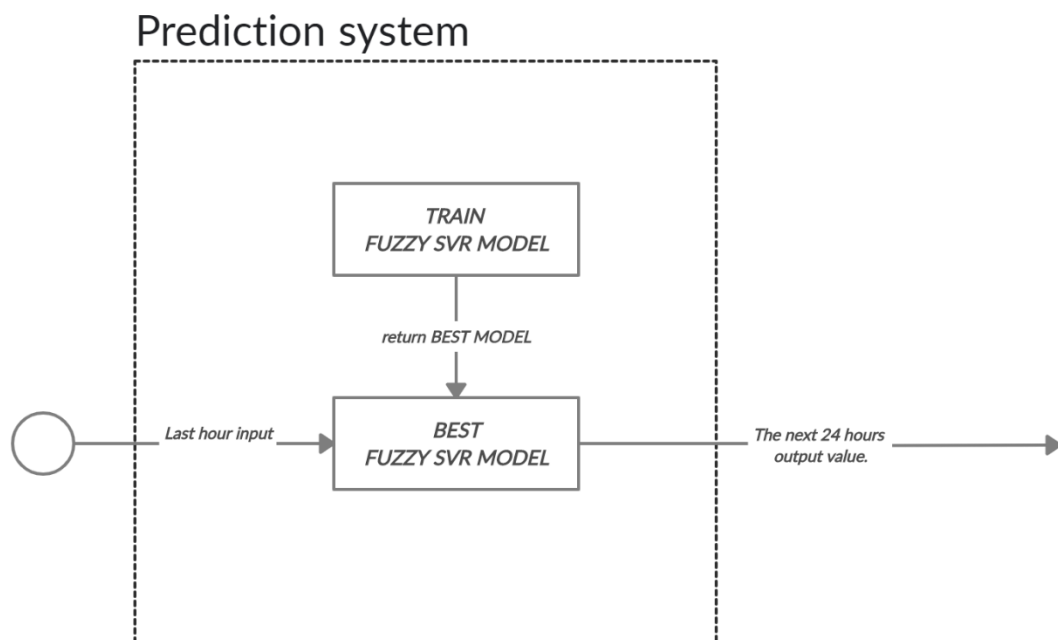 Prediction system
TRAIN
FUZZY SVR MODEL
return BEST MODEL
Last hour input
BEST
FUZZY SVR MODEL
The next 24 hours
output value.